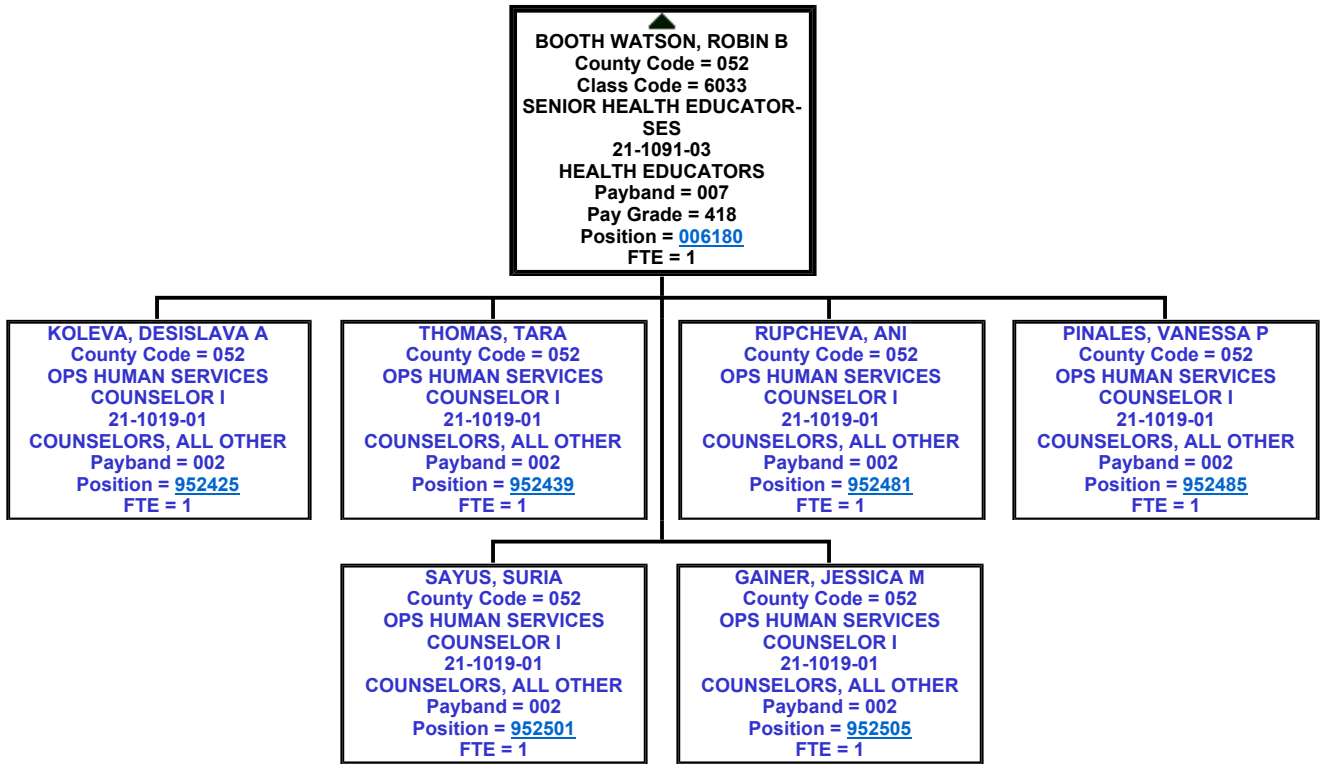 BOOTH WATSON, ROBIN B
County Code = 052
Class Code = 6033
SENIOR HEALTH EDUCATOR-
SES
21-1091-03
HEALTH EDUCATORS
Payband = 007
Pay Grade = 418
Position = 006180
FTE = 1
KOLEVA, DESISLAVA A
County Code = 052
OPS HUMAN SERVICES
COUNSELOR I
21-1019-01
COUNSELORS, ALL OTHER
Payband = 002
Position = 952425
FTE = 1
THOMAS, TARA
County Code = 052
OPS HUMAN SERVICES
COUNSELOR I
21-1019-01
COUNSELORS, ALL OTHER
Payband = 002
Position = 952439
FTE = 1
RUPCHEVA, ANI
County Code = 052
OPS HUMAN SERVICES
COUNSELOR I
21-1019-01
COUNSELORS, ALL OTHER
Payband = 002
Position = 952481
FTE = 1
PINALES, VANESSA P
County Code = 052
OPS HUMAN SERVICES
COUNSELOR I
21-1019-01
COUNSELORS, ALL OTHER
Payband = 002
Position = 952485
FTE = 1
SAYUS, SURIA
County Code = 052
OPS HUMAN SERVICES
COUNSELOR I
21-1019-01
COUNSELORS, ALL OTHER
Payband = 002
Position = 952501
FTE = 1
GAINER, JESSICA M
County Code = 052
OPS HUMAN SERVICES
COUNSELOR I
21-1019-01
COUNSELORS, ALL OTHER
Payband = 002
Position = 952505
FTE = 1